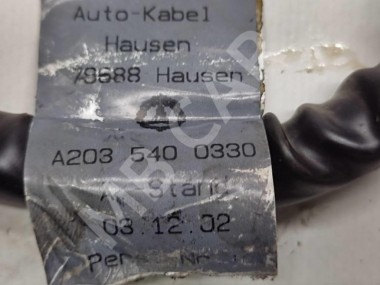 Auto-Kabel
Hausen
79688 Hausen
A203 540 0330
Stand
03.12.02